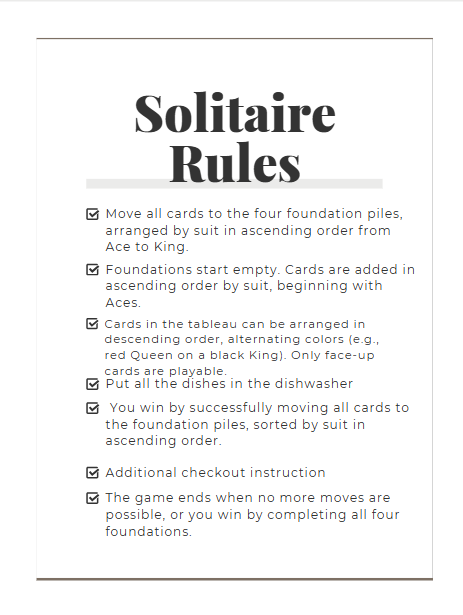 Solitaire
Rules
Move all cards to the four foundation piles,
arranged by suit in ascending order from
Ace to King.
Foundations start empty. Cards are added in
ascending order by suit, beginning with
Aces.
Cards in the tableau can be arranged in
descending order, alternating colors (e.g.,
red Queen on a black King). Only face-up
cards are playable.
Put all the dishes in the dishwasher
You win by successfully moving all cards to
the foundation piles, sorted by suit in
ascending order.
Additional checkout instruction
The game ends when no more moves are
possible, or you win by completing all four
foundations.